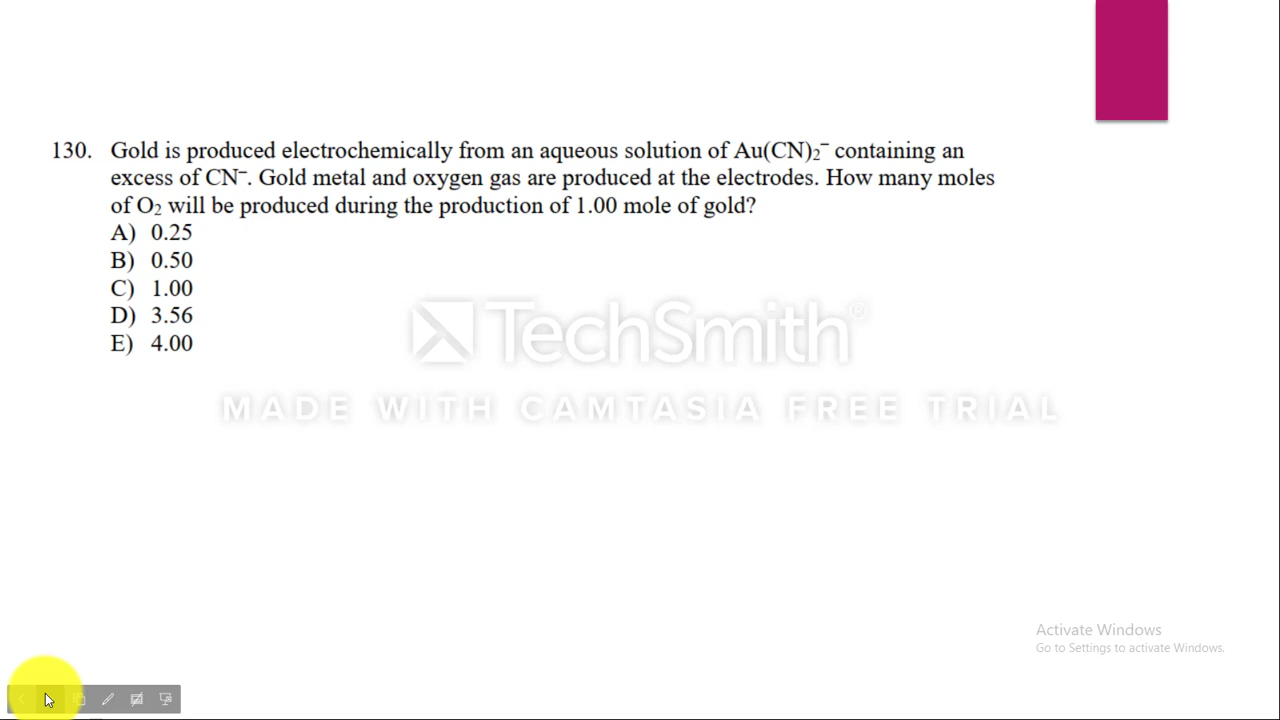 130. Gold is produced electrochemically from an aqueous solution of Au(CN)₂⁻ containing an
excess of CN⁻. Gold metal and oxygen gas are produced at the electrodes. How many moles
of O₂ will be produced during the production of 1.00 mole of gold?
A) 0.25
B) 0.50
C) 1.00
D) 3.56
E) 4.00
TechSmith®
MADE WITH CAMTASIA FREE TRIAL
Activate Windows
Go to Settings to activate Windows.